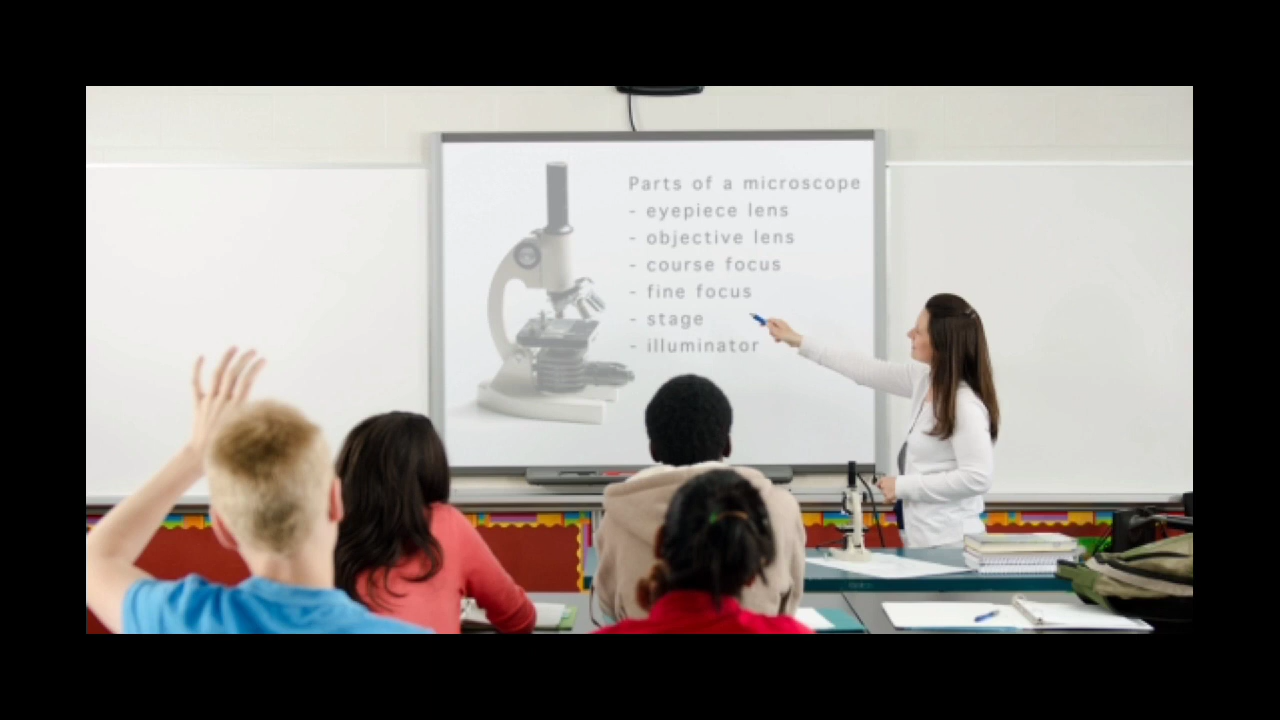 Parts of a microscope
- eyepiece lens
- objective lens
- course focus
- fine focus
- stage
- illuminator